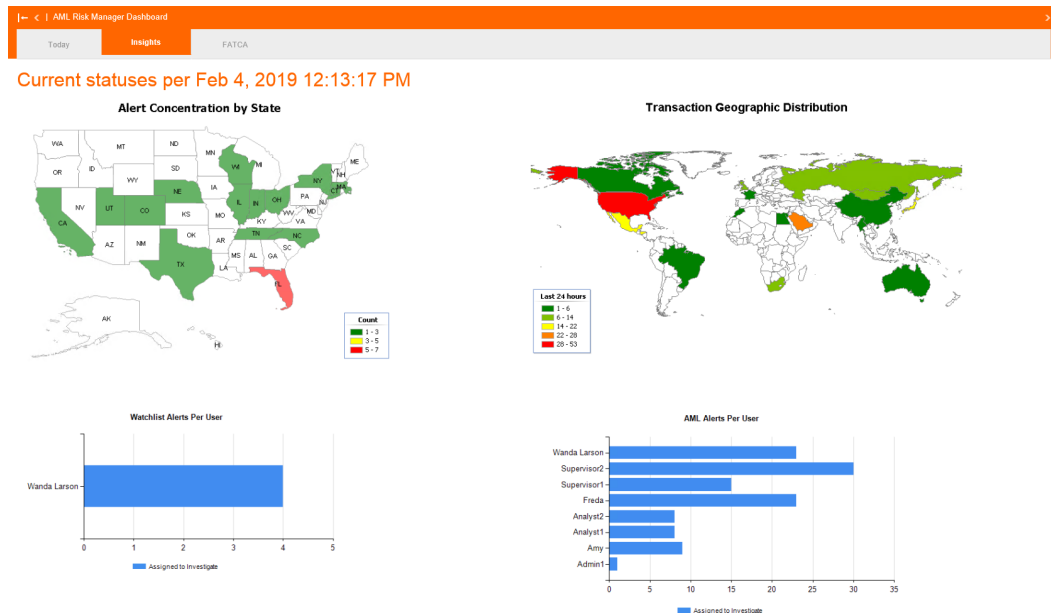 |← < | AML Risk Manager Dashboard >
Today Insights FATCA
Current statuses per Feb 4, 2019 12:13:17 PM
Alert Concentration by State
WA MT ND MN MI ME
OR ID SD WI VT NH
WY NY MA
CT
NV UT CO NE IA IL IN OH PA NJ
CA KS MO KY WV VA MD
AZ NM OK AR TN NC
SC
TX LA MS AL GA
FL
AK
HI
Count
1 - 3
3 - 5
5 - 7
Transaction Geographic Distribution
Last 24 hours
1 - 6
6 - 14
14 - 22
22 - 28
28 - 53
Watchlist Alerts Per User
Wanda Larson
0 1 2 3 4 5
Assigned to Investigate
AML Alerts Per User
Wanda Larson
Supervisor2
Supervisor1
Freda
Analyst2
Analyst1
Amy
Admin1
0 5 10 15 20 25 30 35
Assigned to Investigate